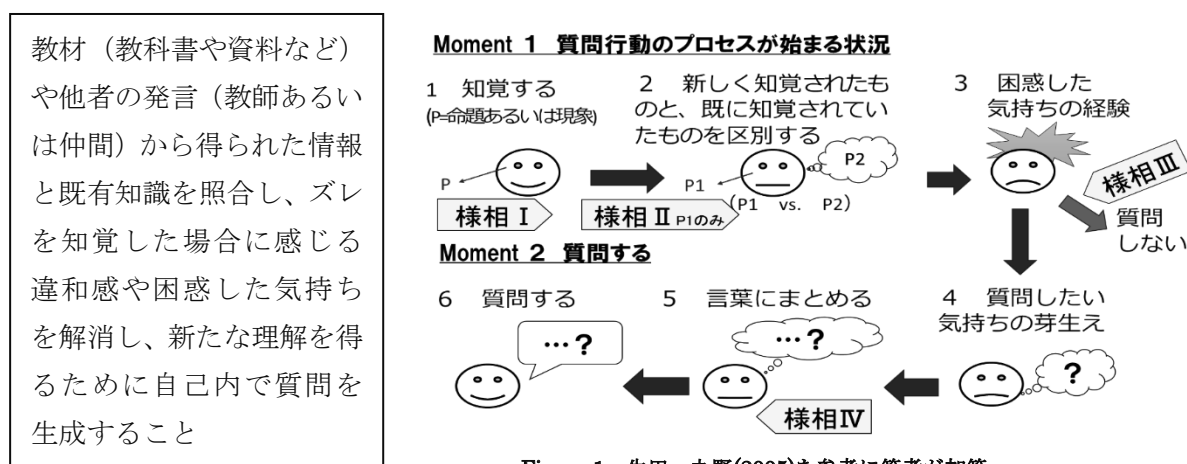 教材（教科書や資料など）
や他者の発言（教師あるい
は仲間）から得られた情報
と既有知識を照合し、ズレ
を知覚した場合に感じる
違和感や困惑した気持ち
を解消し、新たな理解を得
るために自己内で質問を
生成すること
Moment 1 質問行動のプロセスが始まる状況
1 知覚する
(P=命題あるいは現象)
P
様相Ⅰ
2 新しく知覚されたも
のと、既に知覚されてい
たものを区別する
P2
P1
(P1 vs. P2)
様相Ⅱ P1のみ
3 困惑した
気持ちの経験
様相Ⅲ
質問
しない
Moment 2 質問する
4 質問したい
気持ちの芽生え
?
5 言葉にまとめる
…?
様相Ⅳ
6 質問する
…?